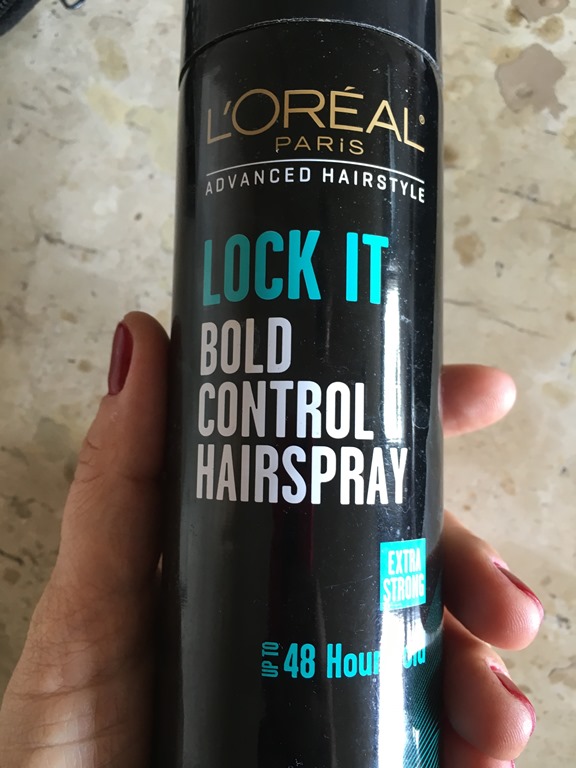 L'ORÉAL®
PARIS
ADVANCED HAIRSTYLE
LOCK IT
BOLD
CONTROL
HAIRSPRAY
EXTRA
STRONG
UP TO 48 Hour